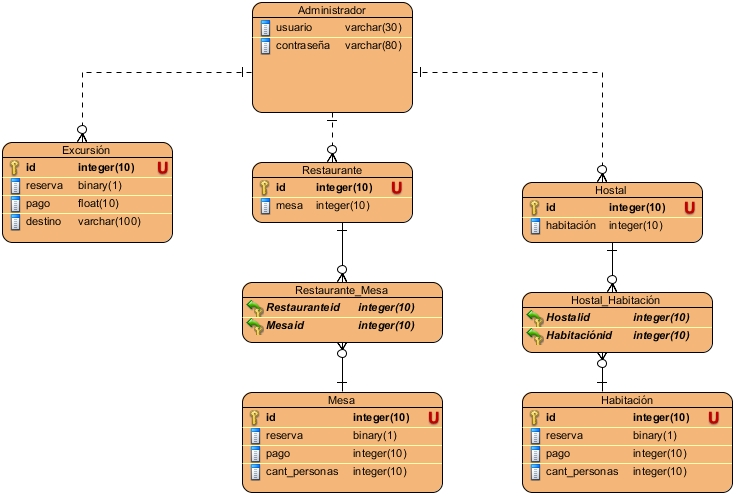 Administrador
usuario varchar(30)
contraseña varchar(80)
Excursión
id integer(10) U
reserva binary(1)
pago float(10)
destino varchar(100)
Restaurante
id integer(10) U
mesa integer(10)
Hostal
id integer(10) U
habitación integer(10)
Restaurante_Mesa
Restauranteid integer(10)
Mesaid integer(10)
Hostal_Habitación
Hostalid integer(10)
Habitaciónid integer(10)
Mesa
id integer(10) U
reserva binary(1)
pago integer(10)
cant_personas integer(10)
Habitación
id integer(10) U
reserva binary(1)
pago integer(10)
cant_personas integer(10)